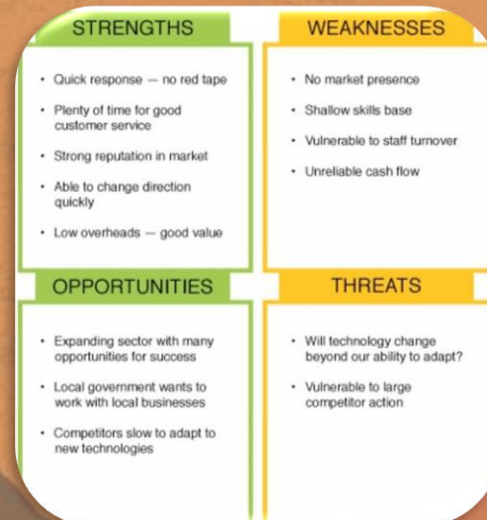 STRENGTHS
• Quick response — no red tape
• Plenty of time for good
customer service
• Strong reputation in market
• Able to change direction
quickly
• Low overheads — good value
WEAKNESSES
• No market presence
• Shallow skills base
• Vulnerable to staff turnover
• Unreliable cash flow
OPPORTUNITIES
• Expanding sector with many
opportunities for success
• Local government wants to
work with local businesses
• Competitors slow to adapt to
new technologies
THREATS
• Will technology change
beyond our ability to adapt?
• Vulnerable to large
competitor action